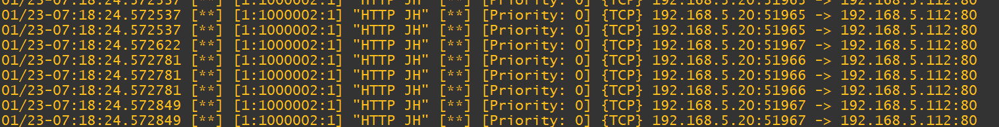 01/23-07:18:24.572537 [**] [1:1000002:1] "HTTP JH" [**] [Priority: 0] {TCP} 192.168.5.20:51965 -> 192.168.5.112:80
01/23-07:18:24.572537 [**] [1:1000002:1] "HTTP JH" [**] [Priority: 0] {TCP} 192.168.5.20:51965 -> 192.168.5.112:80
01/23-07:18:24.572537 [**] [1:1000002:1] "HTTP JH" [**] [Priority: 0] {TCP} 192.168.5.20:51965 -> 192.168.5.112:80
01/23-07:18:24.572622 [**] [1:1000002:1] "HTTP JH" [**] [Priority: 0] {TCP} 192.168.5.20:51967 -> 192.168.5.112:80
01/23-07:18:24.572781 [**] [1:1000002:1] "HTTP JH" [**] [Priority: 0] {TCP} 192.168.5.20:51966 -> 192.168.5.112:80
01/23-07:18:24.572781 [**] [1:1000002:1] "HTTP JH" [**] [Priority: 0] {TCP} 192.168.5.20:51966 -> 192.168.5.112:80
01/23-07:18:24.572781 [**] [1:1000002:1] "HTTP JH" [**] [Priority: 0] {TCP} 192.168.5.20:51966 -> 192.168.5.112:80
01/23-07:18:24.572849 [**] [1:1000002:1] "HTTP JH" [**] [Priority: 0] {TCP} 192.168.5.20:51967 -> 192.168.5.112:80
01/23-07:18:24.572849 [**] [1:1000002:1] "HTTP JH" [**] [Priority: 0] {TCP} 192.168.5.20:51967 -> 192.168.5.112:80